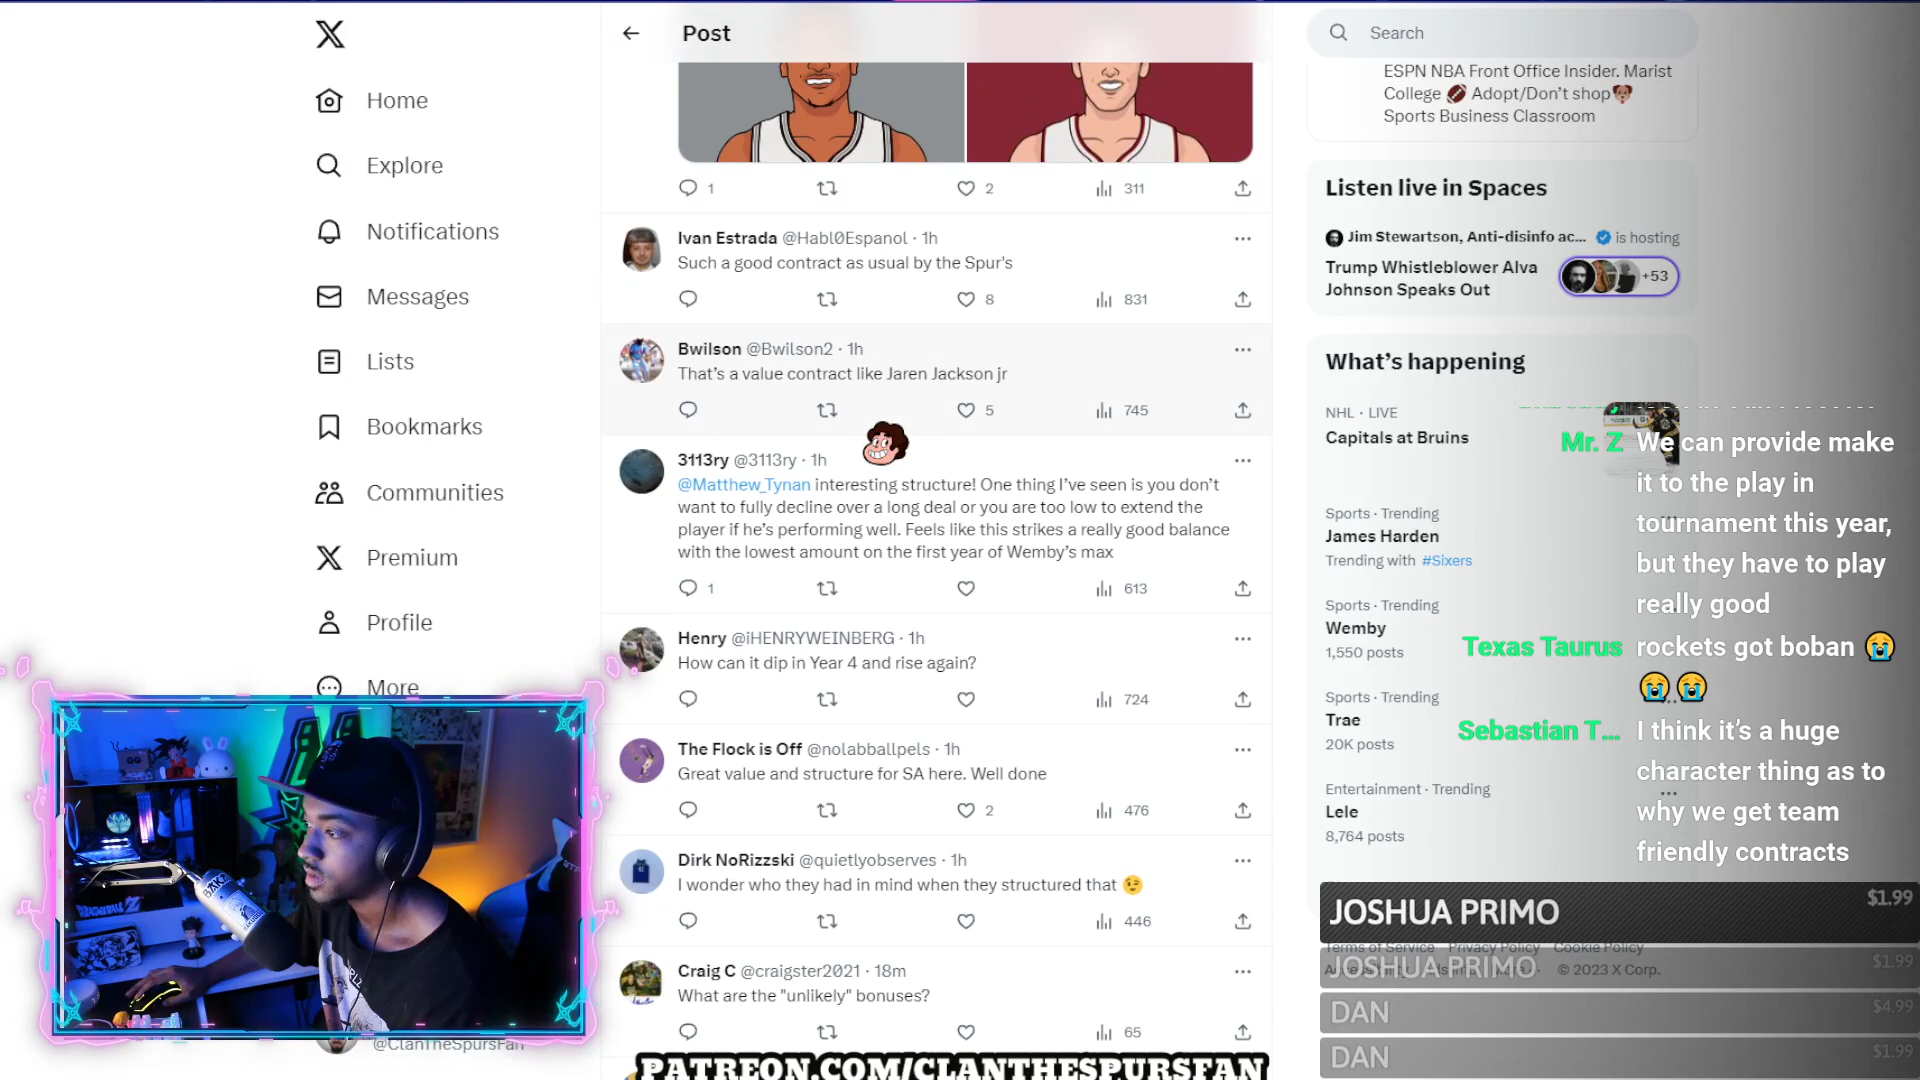 Home
Explore
Notifications
Messages
Lists
Bookmarks
Communities
Premium
Profile
More
@ClanTheSpursFan
Post
1 2 311
Ivan Estrada @Habl0Espanol · 1h
Such a good contract as usual by the Spur's
8 831
Bwilson @Bwilson2 · 1h
That’s a value contract like Jaren Jackson jr
5 745
3113ry @3113ry · 1h
@Matthew_Tynan interesting structure! One thing I’ve seen is you don’t
want to fully decline over a long deal or you are too low to extend the
player if he’s performing well. Feels like this strikes a really good balance
with the lowest amount on the first year of Wemby’s max
1 613
Henry @iHENRYWEINBERG · 1h
How can it dip in Year 4 and rise again?
724
The Flock is Off @nolabballpels · 1h
Great value and structure for SA here. Well done
2 476
Dirk NoRizzski @quietlyobserves · 1h
I wonder who they had in mind when they structured that 😉
446
Craig C @craigster2021 · 18m
What are the "unlikely" bonuses?
65
PATREON.COM/CLANTHESPURSFAN
Search
ESPN NBA Front Office Insider. Marist
College 🏈 Adopt/Don’t shop🐶
Sports Business Classroom
Listen live in Spaces
Jim Stewartson, Anti-disinfo ac... is hosting
Trump Whistleblower Alva
Johnson Speaks Out
+53
What’s happening
NHL · LIVE
Capitals at Bruins
Sports · Trending
James Harden
Trending with #Sixers
Sports · Trending
Wemby
1,550 posts
Sports · Trending
Trae
20K posts
Entertainment · Trending
Lele
8,764 posts
Mr. Z We can provide make
it to the play in
tournament this year,
but they have to play
really good
Texas Taurus rockets got boban 😭
😭😭
Sebastian T... I think it’s a huge
character thing as to
why we get team
friendly contracts
JOSHUA PRIMO $1.99
Terms of Service Privacy Policy Cookie Policy
JOSHUA PRIMO $1.99
© 2023 X Corp.
DAN $4.99
DAN $1.99